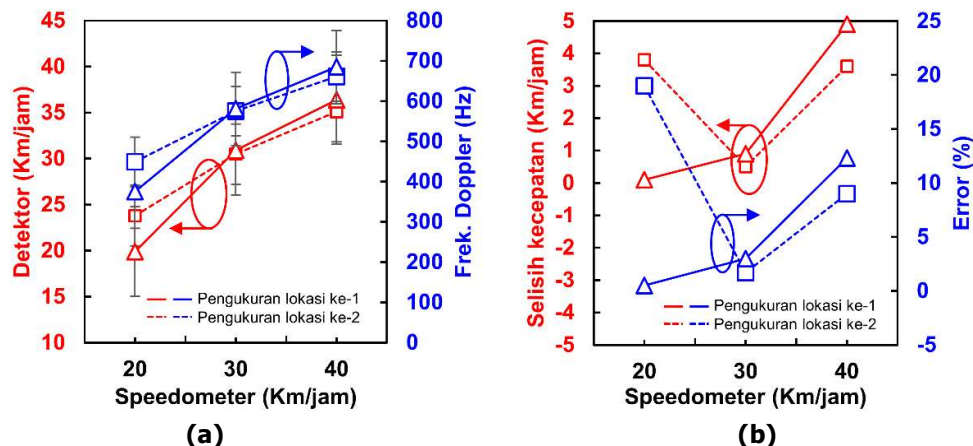 45
40
35
30
25
20
15
10
Detektor (Km/jam)
800
700
600
500
400
300
200
100
0
Frek. Doppler (Hz)
Pengukuran lokasi ke-1
Pengukuran lokasi ke-2
20 30 40
Speedometer (Km/jam)
(a)
5
4
3
2
1
0
-1
-2
-3
-4
-5
Selisih kecepatan (Km/jam)
25
20
15
10
5
0
-5
Error (%)
Pengukuran lokasi ke-1
Pengukuran lokasi ke-2
20 30 40
Speedometer (Km/jam)
(b)